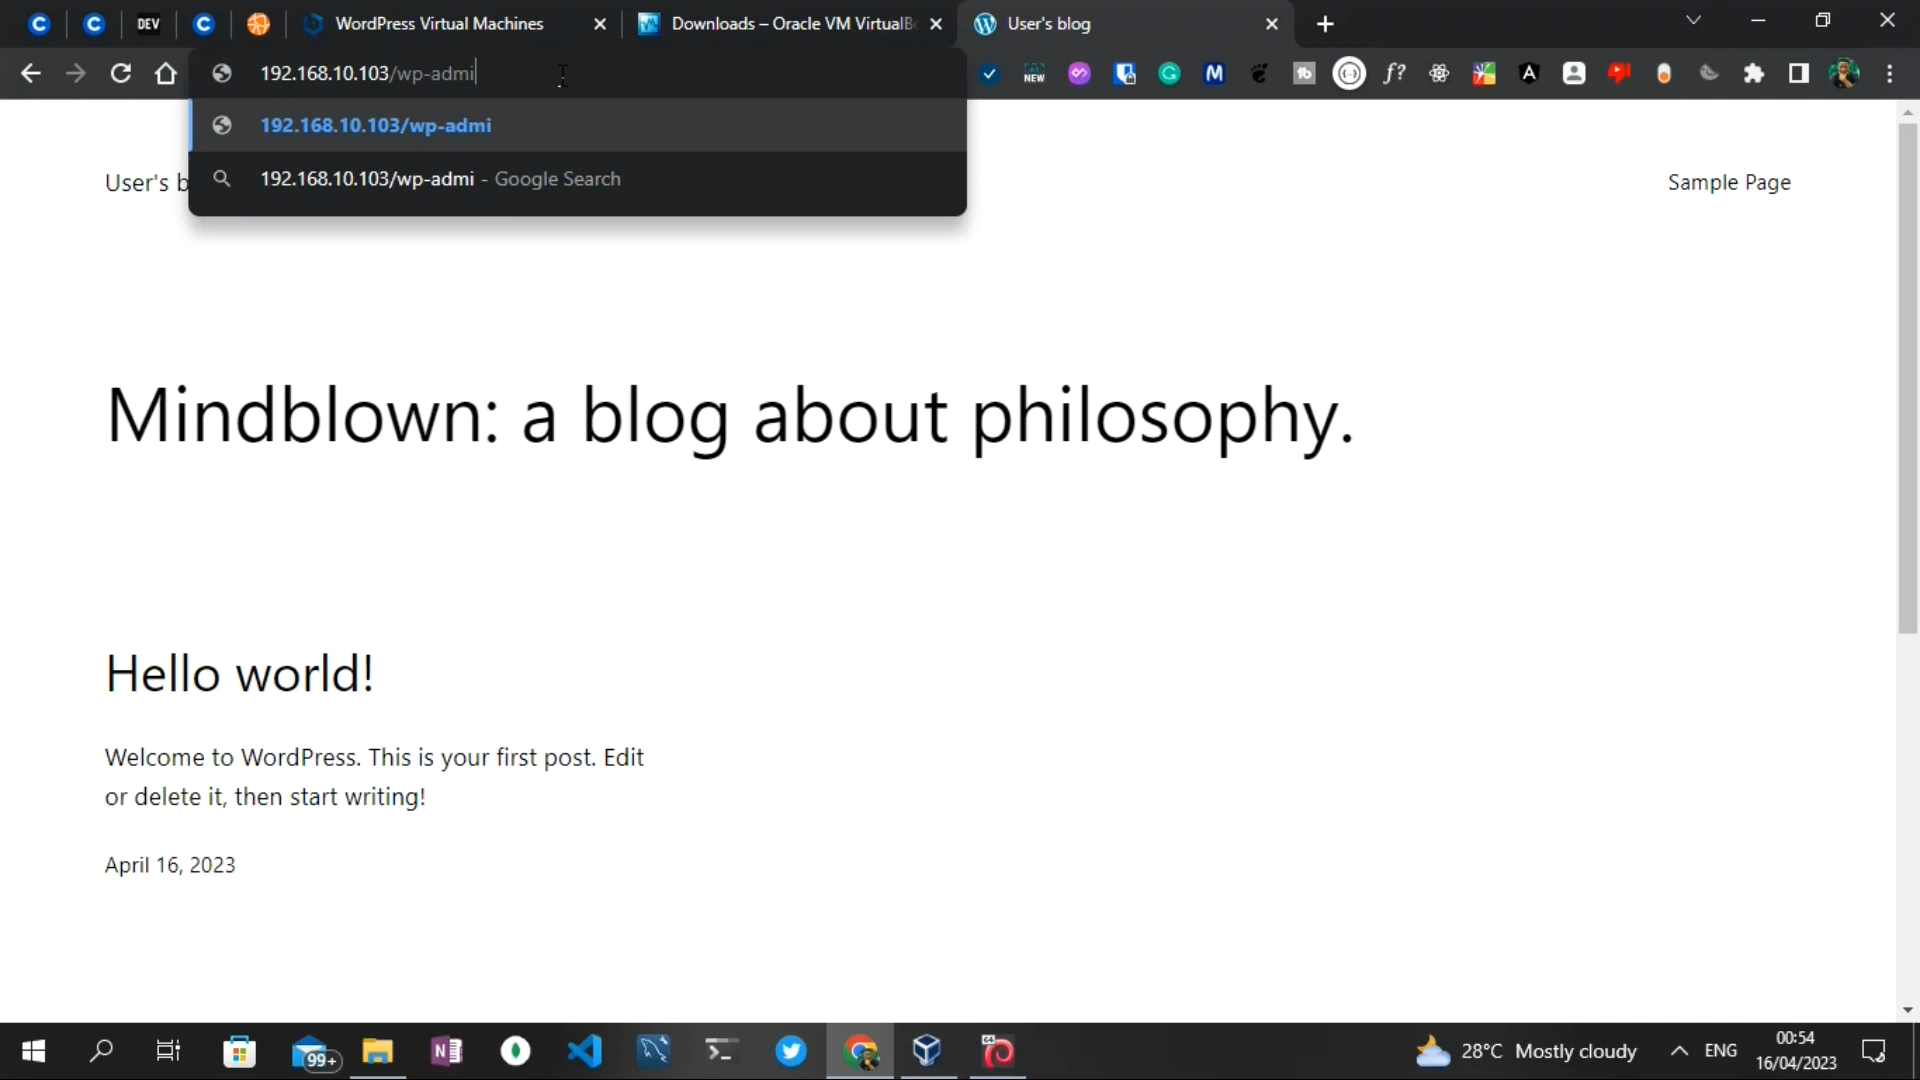 DEV
WordPress Virtual Machines
Downloads – Oracle VM VirtualB
User's blog
192.168.10.103/wp-admi
NEW
tb
M
f?
A
192.168.10.103/wp-admi
192.168.10.103/wp-admi - Google Search
User's b
Sample Page
Mindblown: a blog about philosophy.
Hello world!
Welcome to WordPress. This is your first post. Edit
or delete it, then start writing!
April 16, 2023
99+
N
64
28°C Mostly cloudy
ENG
00:54
16/04/2023